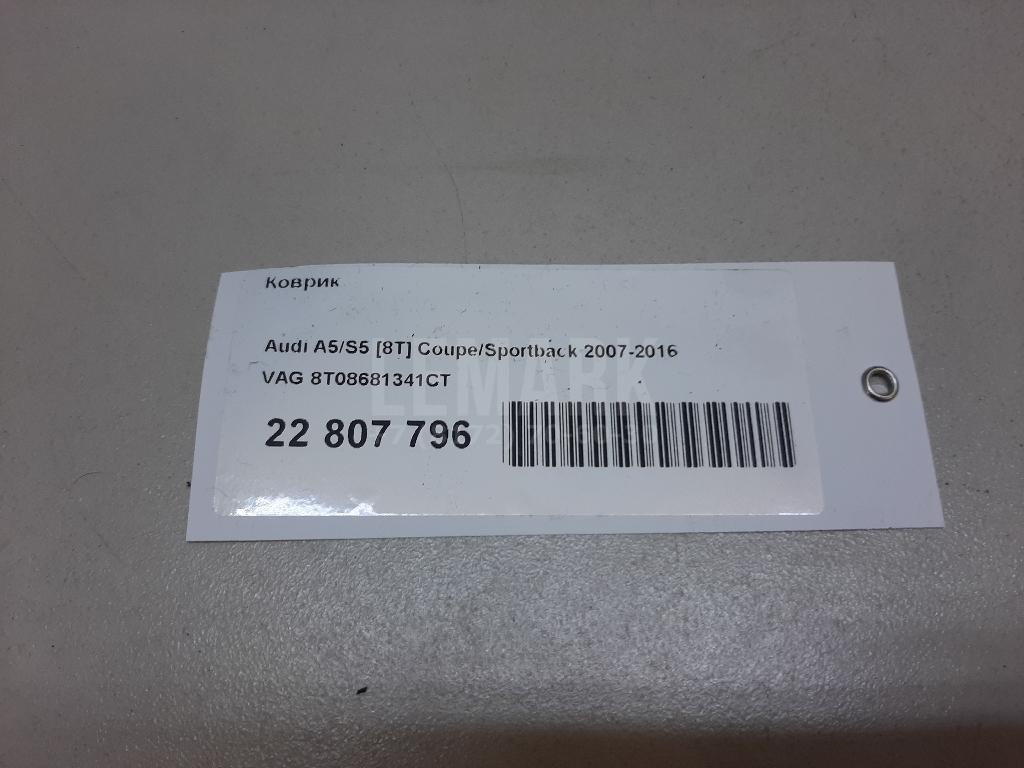 Коврик
Audi A5/S5 [8T] Coupe/Sportback 2007-2016
VAG 8T08681341CT
22 807 796